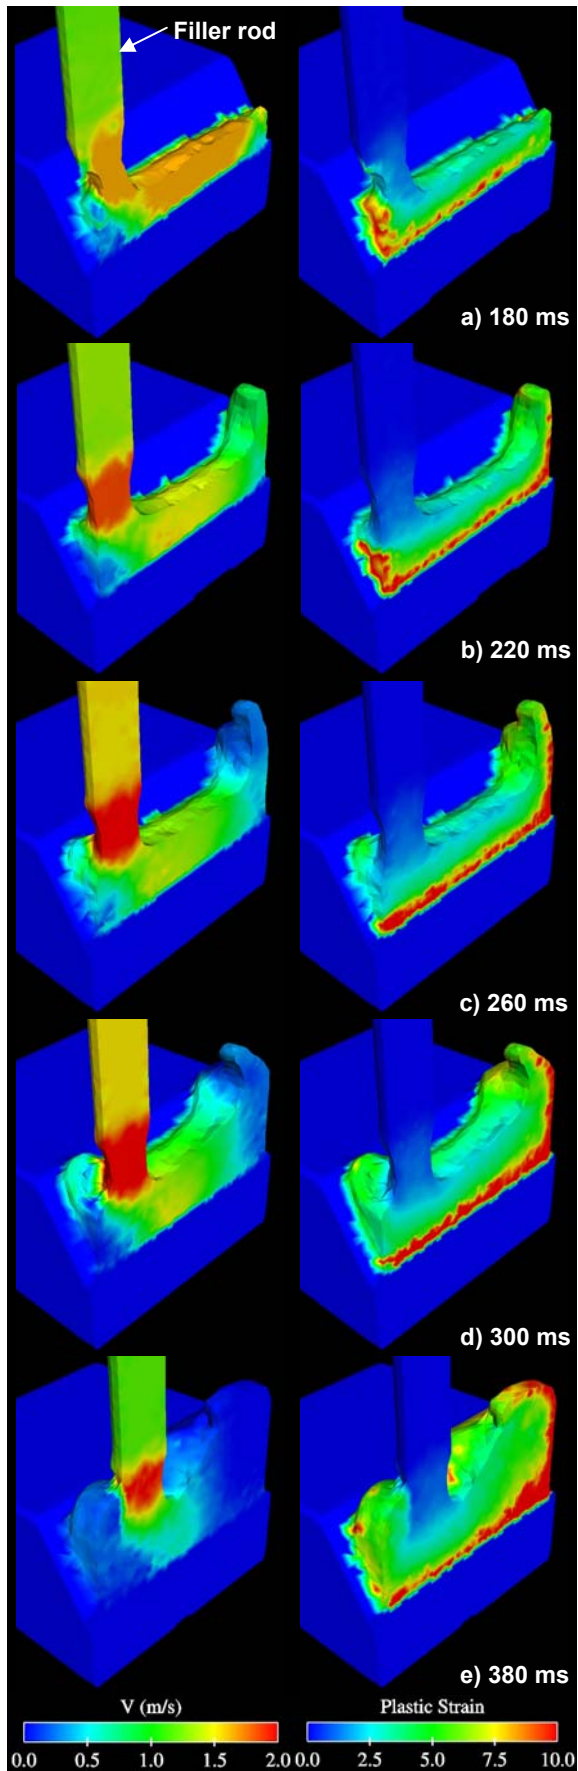 Filler rod
a) 180 ms
b) 220 ms
c) 260 ms
d) 300 ms
e) 380 ms
V (m/s)
0.0 0.5 1.0 1.5 2.0
Plastic Strain
0.0 2.5 5.0 7.5 10.0